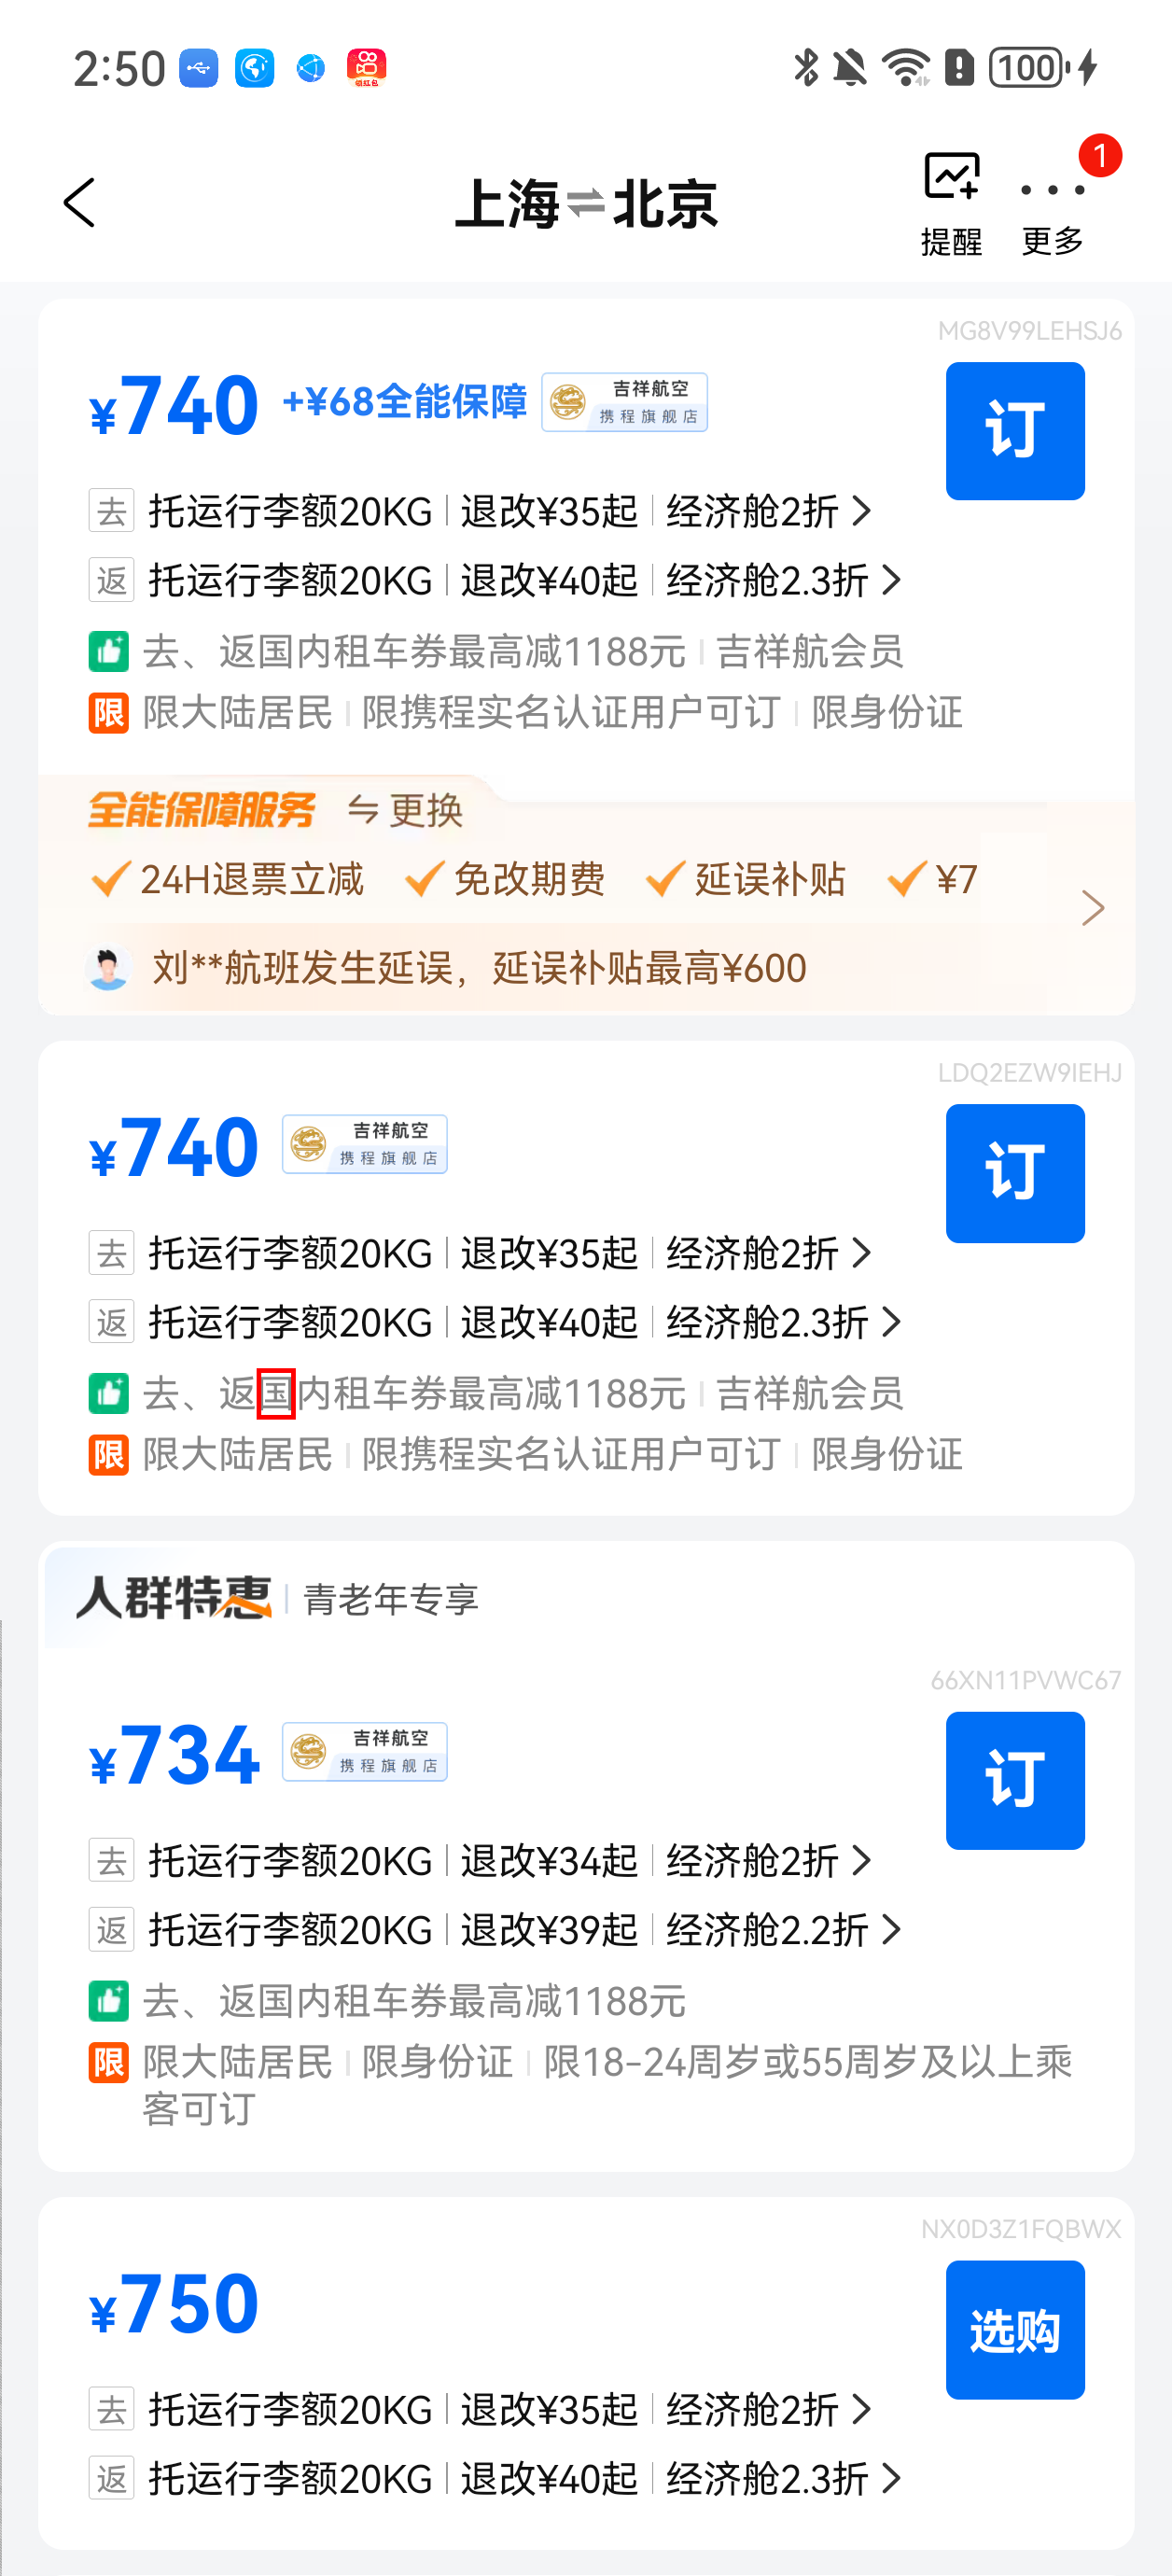 2:50
100
领红包
上海⇌北京
提醒
更多
1
MG8V99LEHSJ6
¥740 +¥68全能保障 吉祥航空 携程旗舰店
订
去 托运行李额20KG | 退改¥35起 | 经济舱2折 >
返 托运行李额20KG | 退改¥40起 | 经济舱2.3折 >
去、返国内租车券最高减1188元 | 吉祥航会员
限 限大陆居民 | 限携程实名认证用户可订 | 限身份证
全能保障服务 ⇋ 更换
24H退票立减 免改期费 延误补贴 ¥7
刘**航班发生延误，延误补贴最高¥600
LDQ2EZW9IEHJ
¥740 吉祥航空 携程旗舰店
订
去 托运行李额20KG | 退改¥35起 | 经济舱2折 >
返 托运行李额20KG | 退改¥40起 | 经济舱2.3折 >
去、返国内租车券最高减1188元 | 吉祥航会员
限 限大陆居民 | 限携程实名认证用户可订 | 限身份证
人群特惠 | 青老年专享
66XN11PVWC67
¥734 吉祥航空 携程旗舰店
订
去 托运行李额20KG | 退改¥34起 | 经济舱2折 >
返 托运行李额20KG | 退改¥39起 | 经济舱2.2折 >
去、返国内租车券最高减1188元
限 限大陆居民 | 限身份证 | 限18-24周岁或55周岁及以上乘
客可订
NX0D3Z1FQBWX
¥750
选购
去 托运行李额20KG | 退改¥35起 | 经济舱2折 >
返 托运行李额20KG | 退改¥40起 | 经济舱2.3折 >